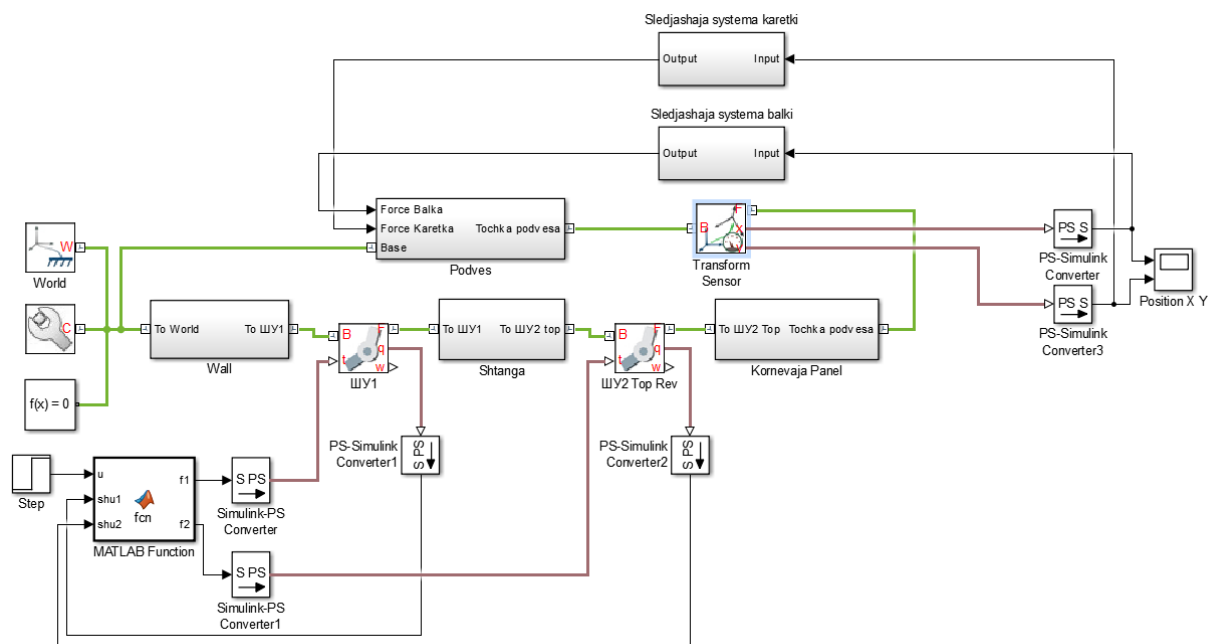 Sledjashaja systema karetki
Output
Input
Sledjashaja systema balki
Output
Input
Force Balka
Force Karetka
Base
Tochka podvesa
Podves
W
World
B
F
x
y
Transform
Sensor
PS S
PS-Simulink
Converter
Position X Y
PS S
PS-Simulink
Converter3
C
To World
To ШУ1
Wall
B
F
t
q
w
ШУ1
To ШУ1
To ШУ2 top
Shtanga
B
F
t
q
w
ШУ2 Top Rev
To ШУ2 Top
Tochka podvesa
Kornevaja Panel
f(x) = 0
PS-Simulink
Converter1
S PS
PS-Simulink
Converter2
S PS
Step
u
shu1
shu2
fcn
f1
f2
MATLAB Function
S PS
Simulink-PS
Converter
S PS
Simulink-PS
Converter1